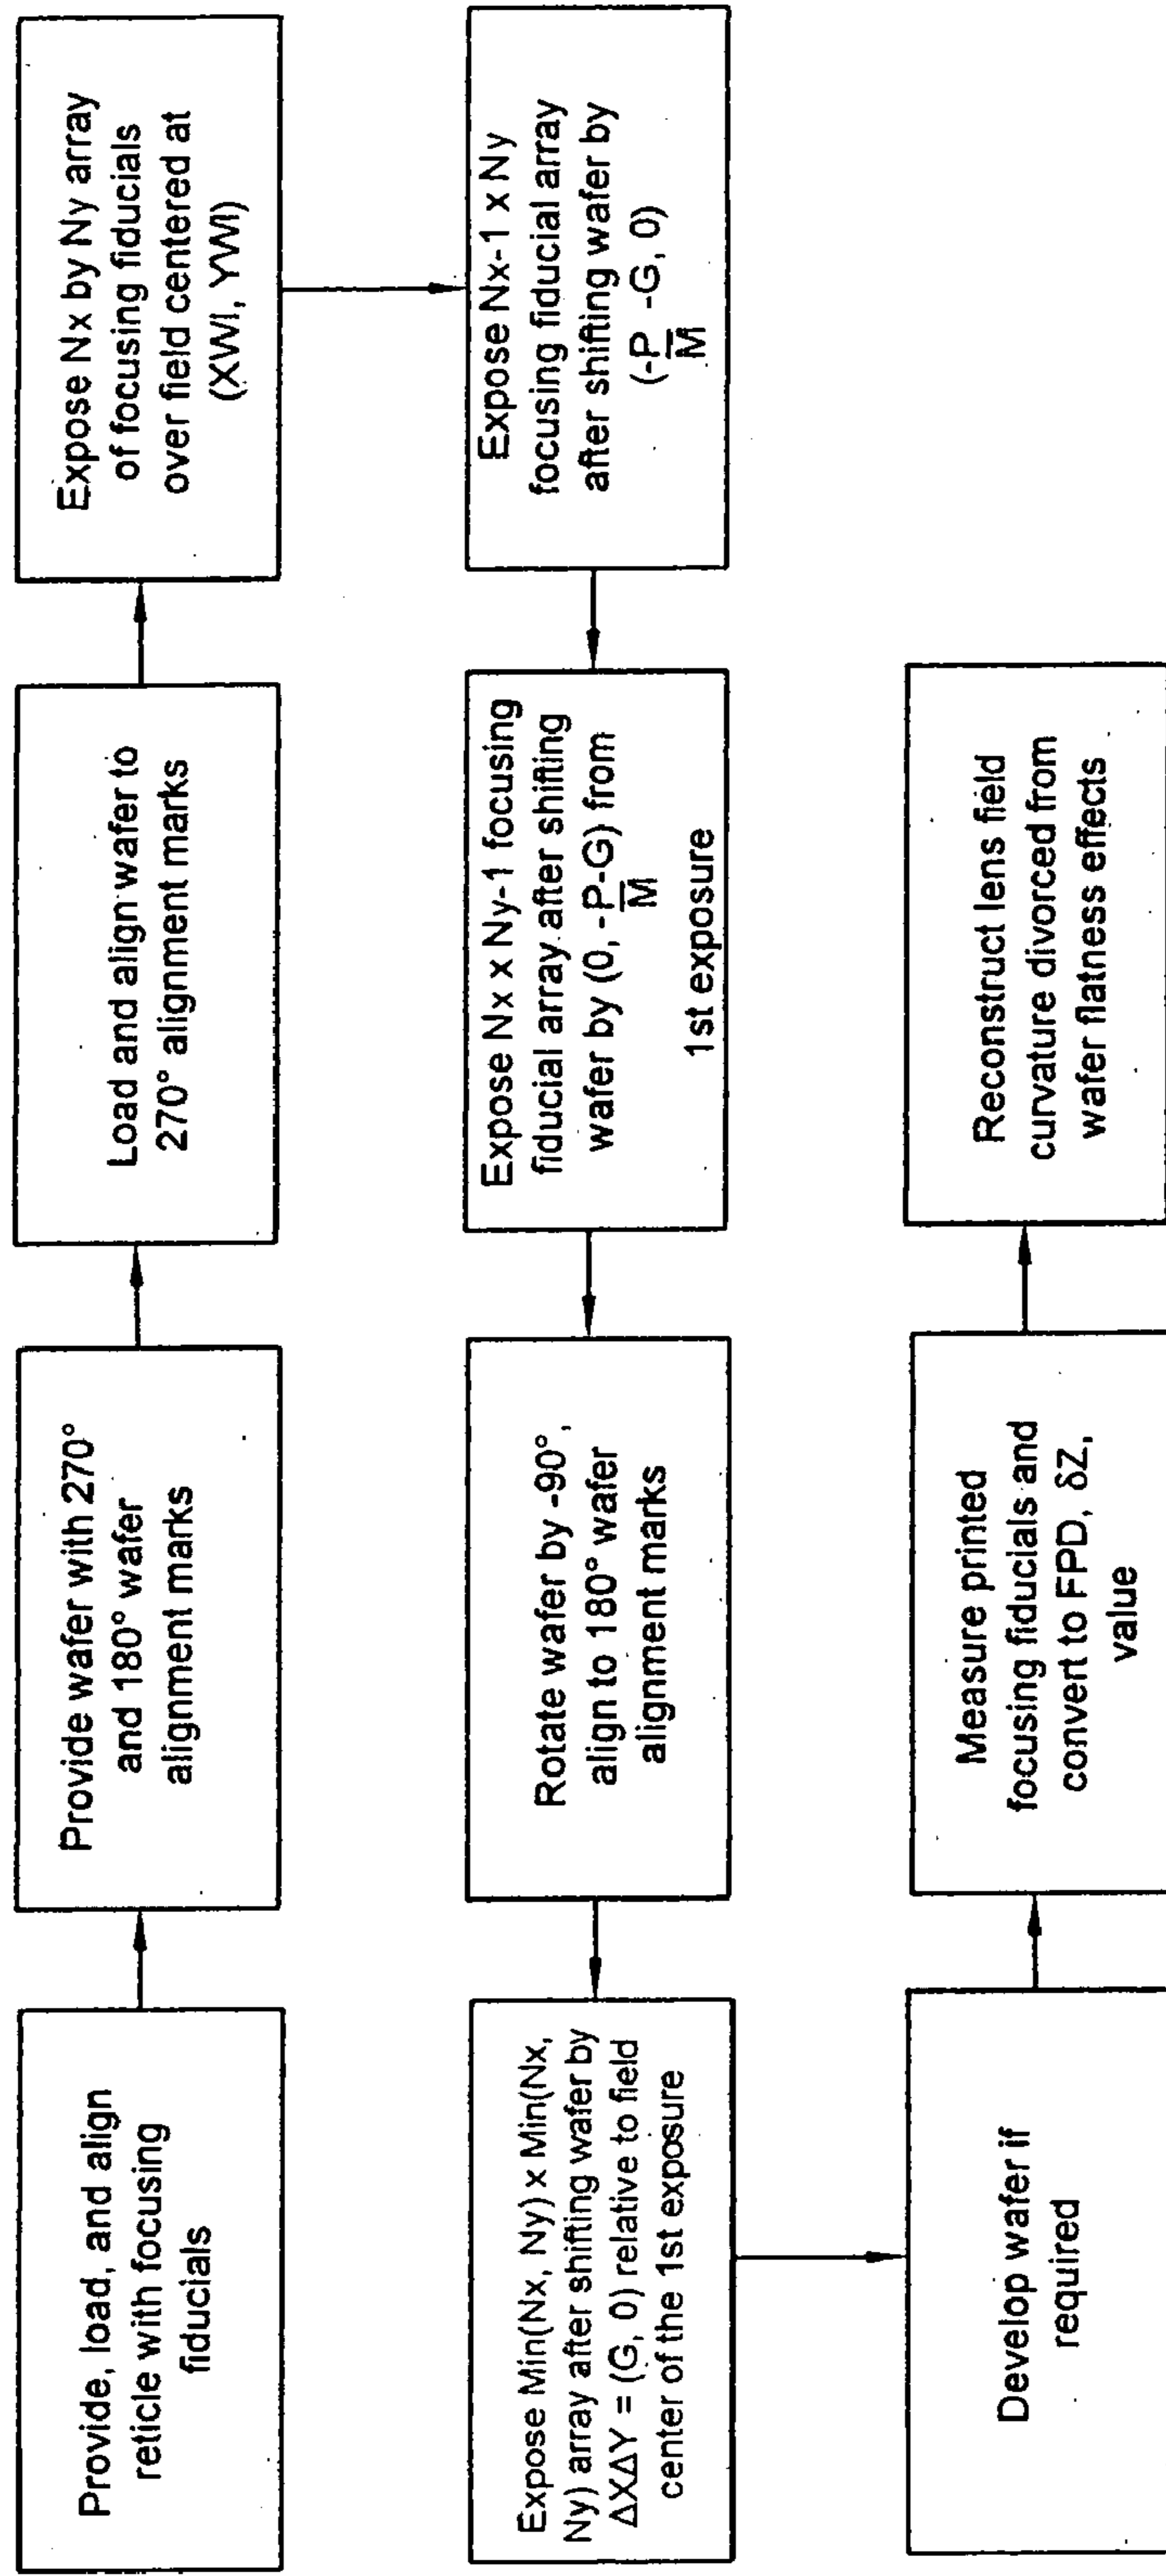 Provide, load, and align
reticle with focusing
fiducials
Provide wafer with 270°
and 180° wafer
alignment marks
Load and align wafer to
270° alignment marks
Expose Nx by Ny array
of focusing fiducials
over field centered at
(XWI, YWI)
Expose Nx-1 x Ny
focusing fiducial array
after shifting wafer by
(-P -G, 0)
M
Expose Nx x Ny-1 focusing
fiducial array after shifting
wafer by (0, -P-G) from
M
1st exposure
Rotate wafer by -90°,
align to 180° wafer
alignment marks
Expose Min(Nx, Ny) x Min(Nx,
Ny) array after shifting wafer by
ΔXΔY = (G, 0) relative to field
center of the 1st exposure
Develop wafer if
required
Measure printed
focusing fiducials and
convert to FPD, δZ,
value
Reconstruct lens field
curvature divorced from
wafer flatness effects